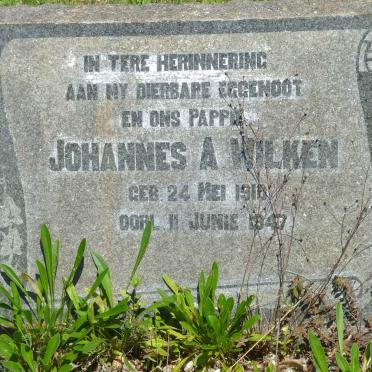 IN TERE HERINNERING
AAN MY DIERBARE EGGENOOT
EN ONS PAPPIE
JOHANNES A WILKEN
GEB 24 MEI 1918
OORL 11 JUNIE 1947